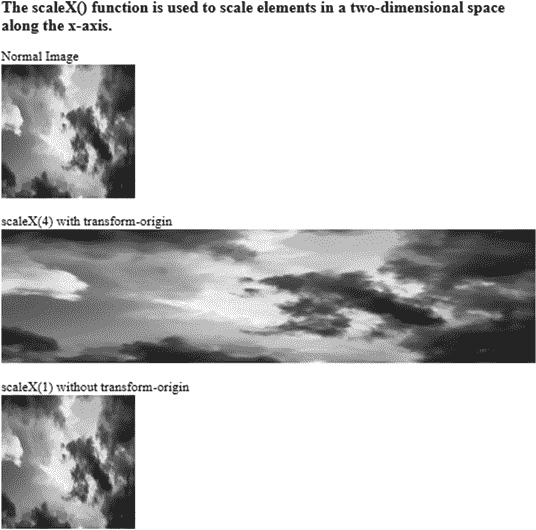 The scaleX() function is used to scale elements in a two-dimensional space
along the x-axis.
Normal Image
scaleX(4) with transform-origin
scaleX(1) without transform-origin